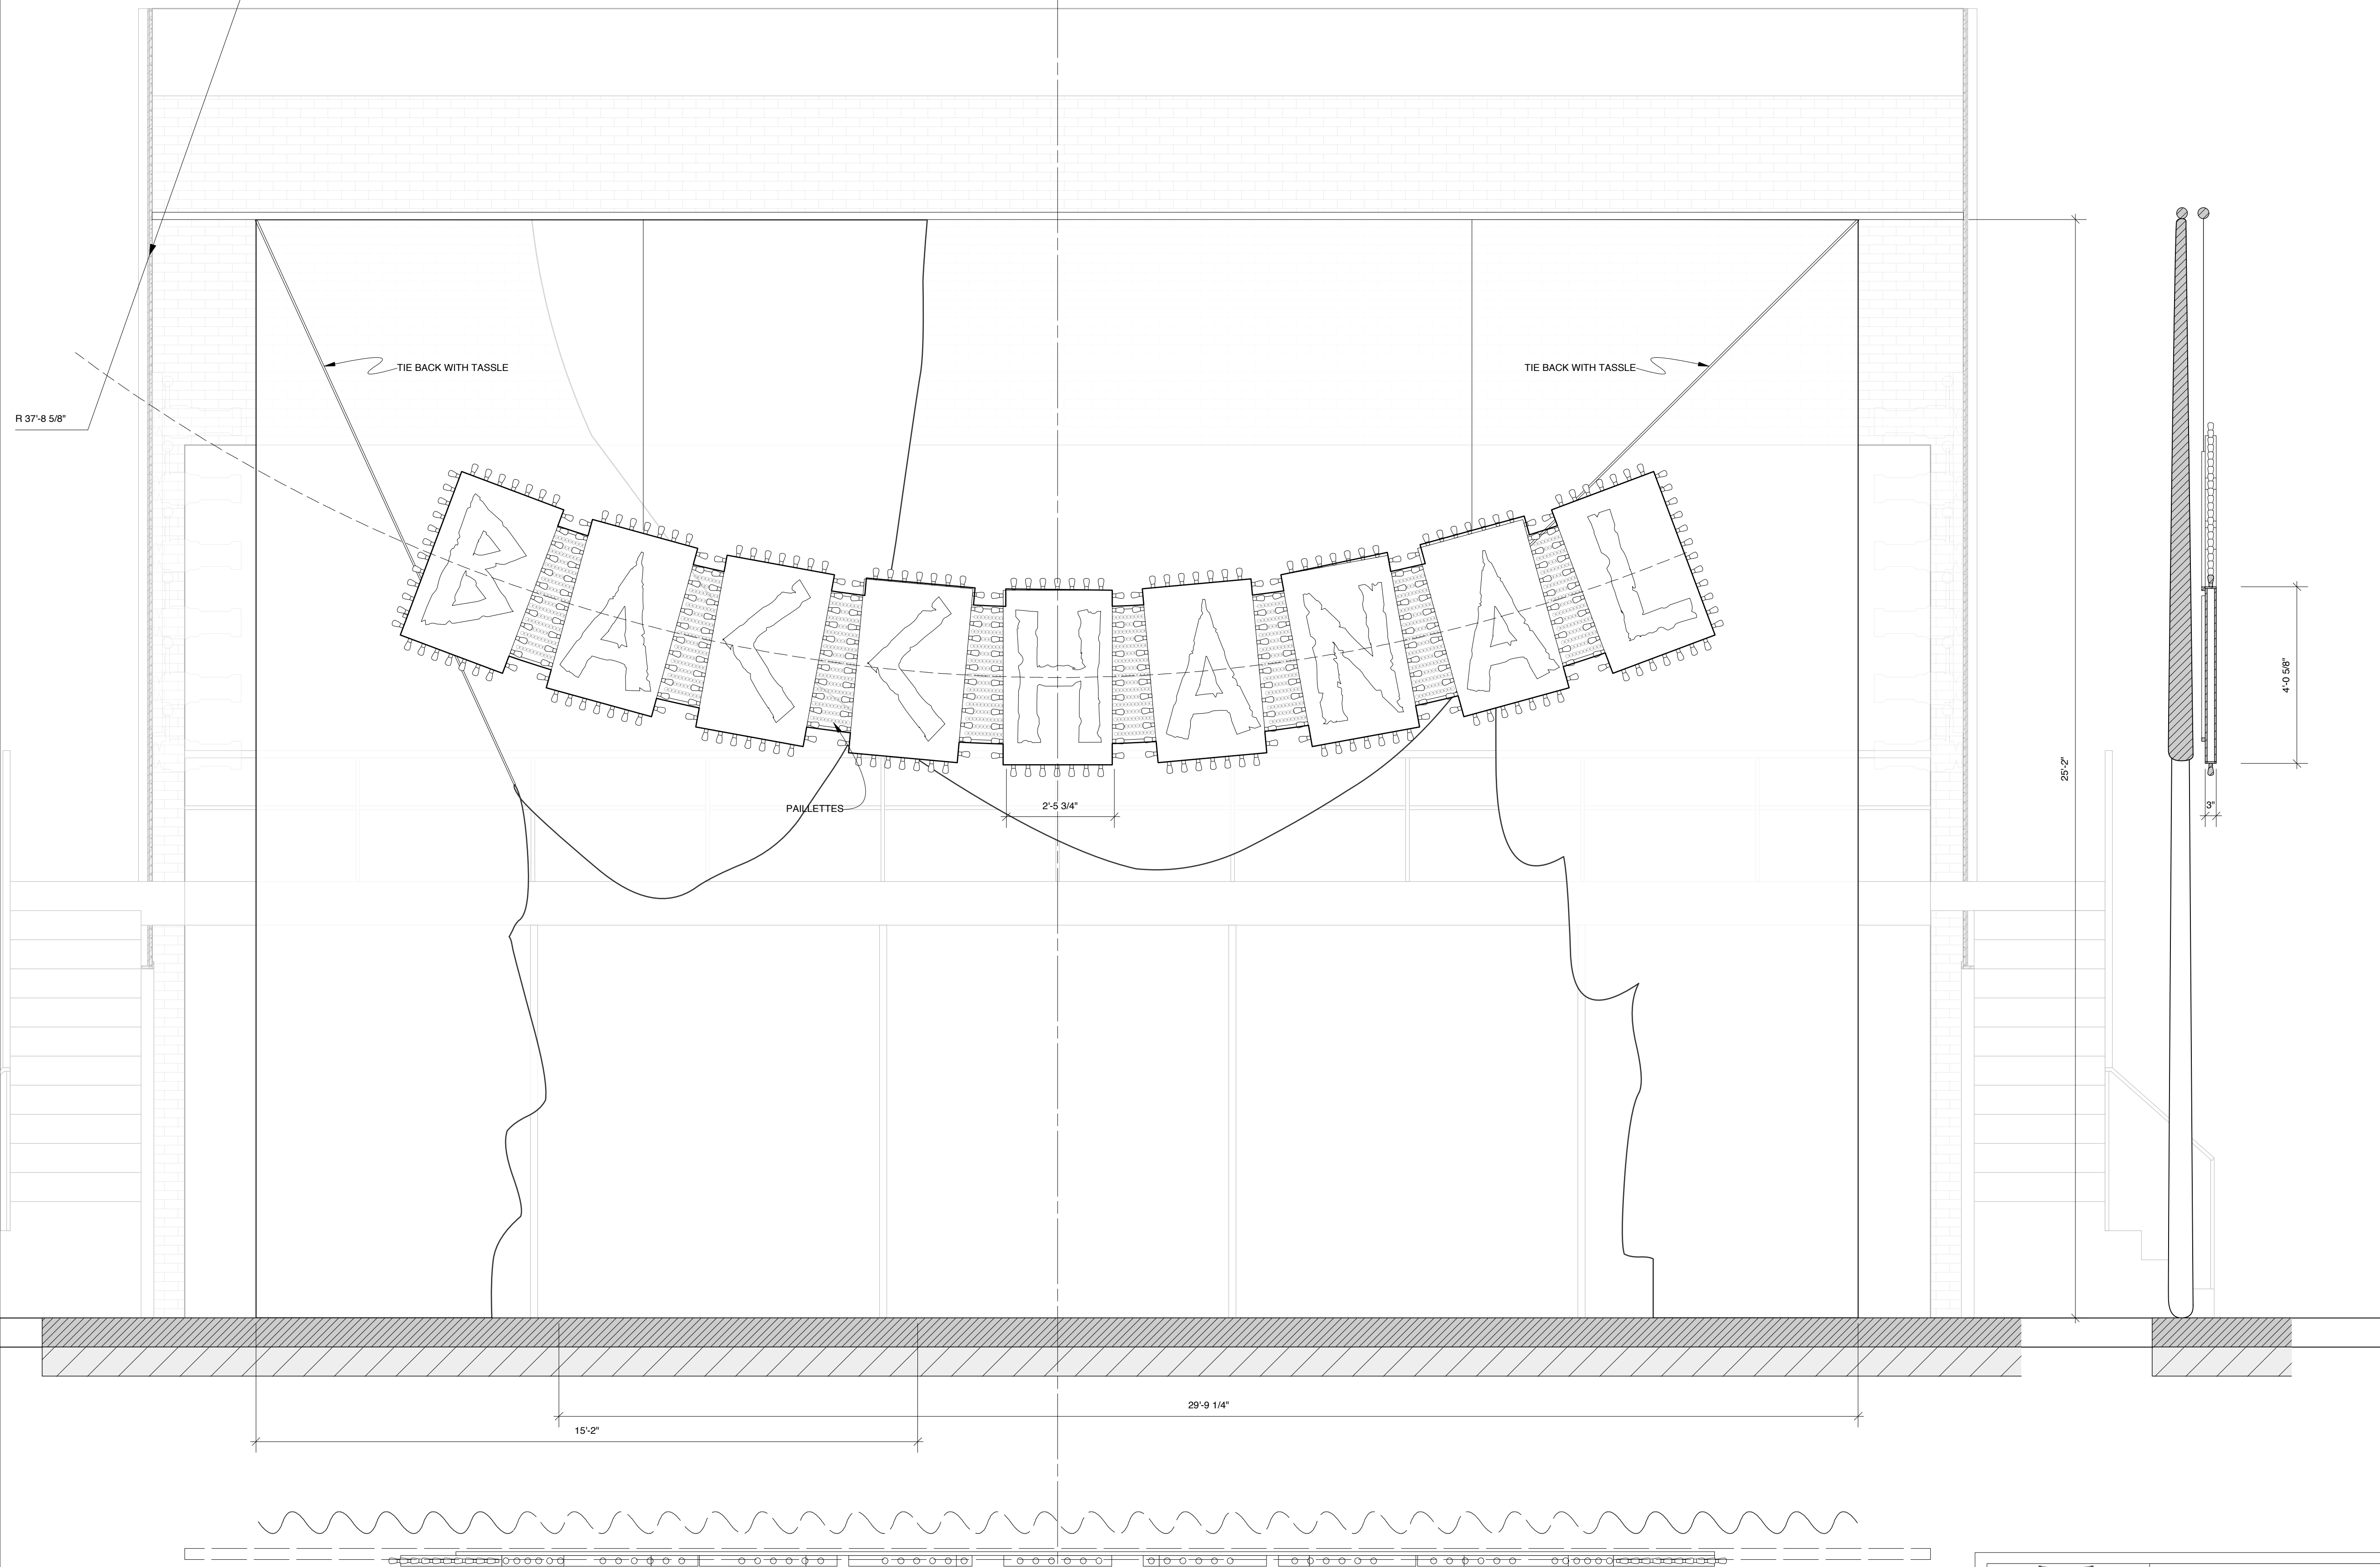 TIE BACK WITH TASSLE
TIE BACK WITH TASSLE
R 37'-8 5/8"
BAKKHANAL
4'-0 5/8"
25'-2"
PAILLETTES
2'-5 3/4"
3"
29'-9 1/4"
15'-2"